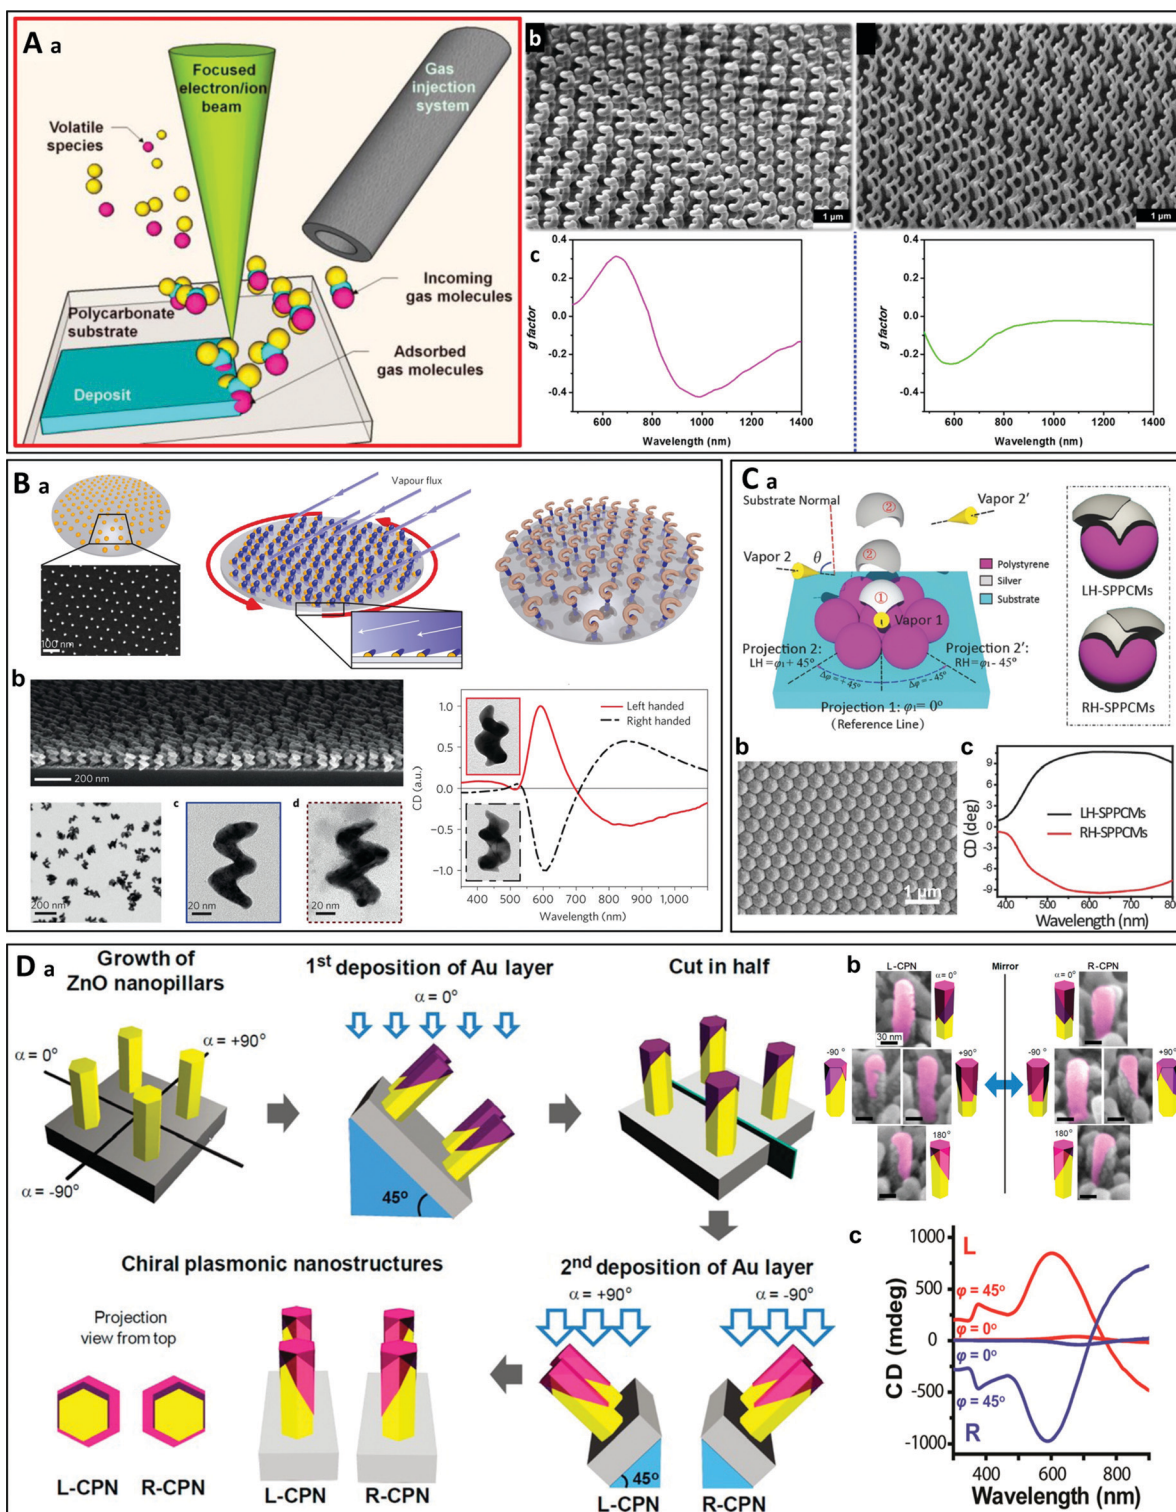 A a
Focused
electron/ion
beam
Gas
injection
system
Volatile
species
Incoming
gas molecules
Polycarbonate
substrate
Adsorbed
gas molecules
Deposit
b
1 µm
1 µm
c
0.4
0.2
0.0
-0.2
-0.4
g factor
600
800
1000
1200
1400
Wavelength (nm)
0.4
0.2
0.0
-0.2
-0.4
g factor
600
800
1000
1200
1400
Wavelength (nm)
B a
Vapour flux
100 nm
b
200 nm
200 nm
c
20 nm
d
20 nm
1.0
0.5
0.0
−0.5
−1.0
CD (a.u.)
Left handed
Right handed
400
500
600
700
800
900
1,000
Wavelength (nm)
C a
Substrate Normal
②
Vapor 2′
Vapor 2
θ
②
①
Vapor 1
Polystyrene
Silver
Substrate
Projection 2:
LH=φ₁+45°
Projection 2′:
RH=φ₁-45°
Δφ=+45°
Δφ=-45°
Projection 1: φ₁=0°
(Reference Line)
LH-SPPCMs
RH-SPPCMs
b
1 µm
c
9
6
3
0
-3
-6
-9
CD (deg)
LH-SPPCMs
RH-SPPCMs
400
500
600
700
800
Wavelength (nm)
D a
Growth of
ZnO nanopillars
α = 0°
α = +90°
α = -90°
1st deposition of Au layer
α = 0°
45°
Cut in half
2nd deposition of Au layer
α = +90°
α = -90°
45°
L-CPN
R-CPN
Chiral plasmonic nanostructures
Projection
view from top
L-CPN
R-CPN
L-CPN
R-CPN
b
L-CPN
Mirror
R-CPN
α=0°
α=0°
30 nm
-90 °
+90°
-90 °
+90°
180°
180°
c
1000
500
0
-500
-1000
CD (mdeg)
L
φ = 45°
φ = 0°
φ = 0°
φ = 45°
R
400
600
800
Wavelength (nm)